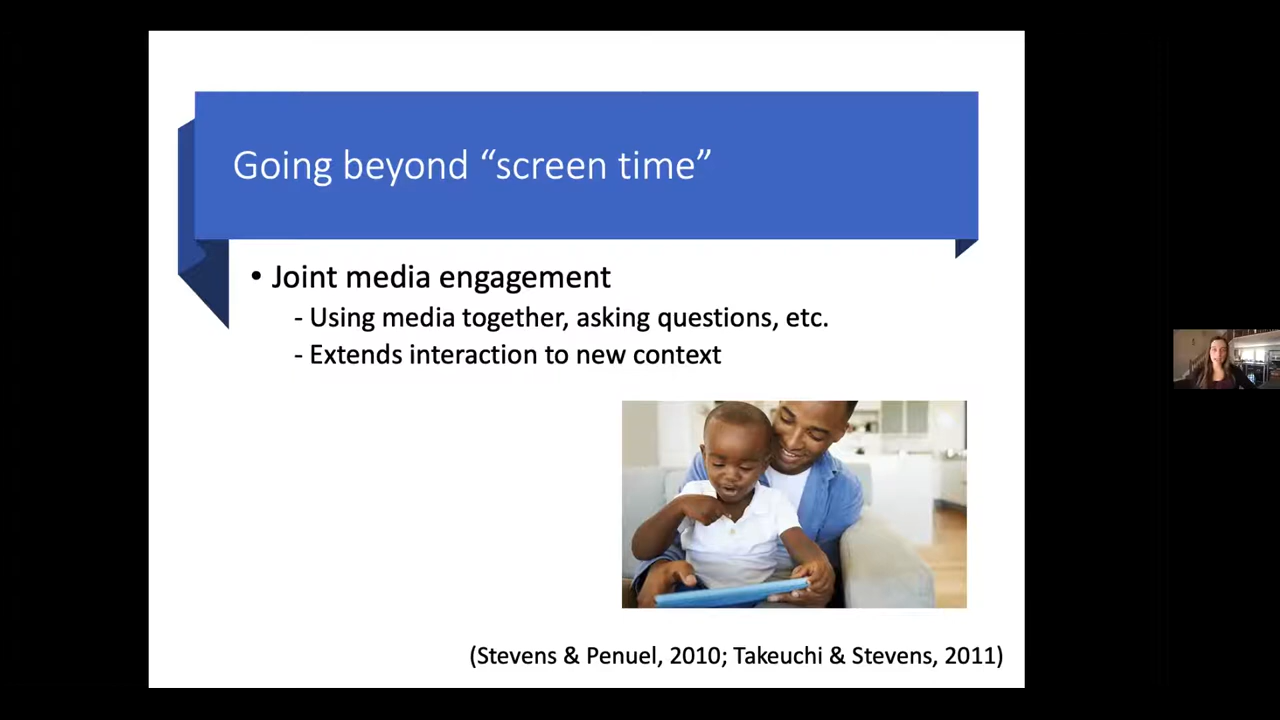 Going beyond “screen time”
• Joint media engagement
- Using media together, asking questions, etc.
- Extends interaction to new context
(Stevens & Penuel, 2010; Takeuchi & Stevens, 2011)